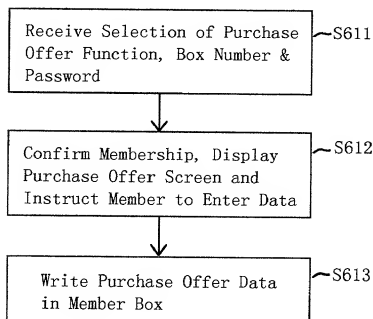 Receive Selection of Purchase
Offer Function, Box Number &
Password
S611
Confirm Membership, Display
Purchase Offer Screen and
Instruct Member to Enter Data
S612
Write Purchase Offer Data
in Member Box
S613